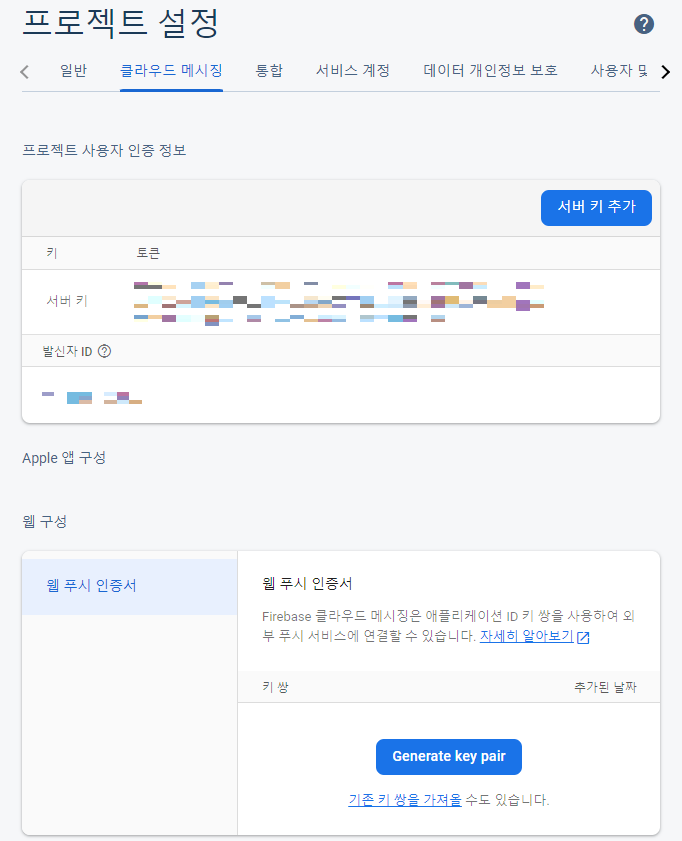 프로젝트 설정
일반 클라우드 메시징 통합 서비스 계정 데이터 개인정보 보호 사용자 및
프로젝트 사용자 인증 정보
서버 키 추가
키 토큰
서버 키
발신자 ID
Apple 앱 구성
웹 구성
웹 푸시 인증서
웹 푸시 인증서
Firebase 클라우드 메시징은 애플리케이션 ID 키 쌍을 사용하여 외
부 푸시 서비스에 연결할 수 있습니다. 자세히 알아보기
키 쌍 추가된 날짜
Generate key pair
기존 키 쌍을 가져올 수도 있습니다.